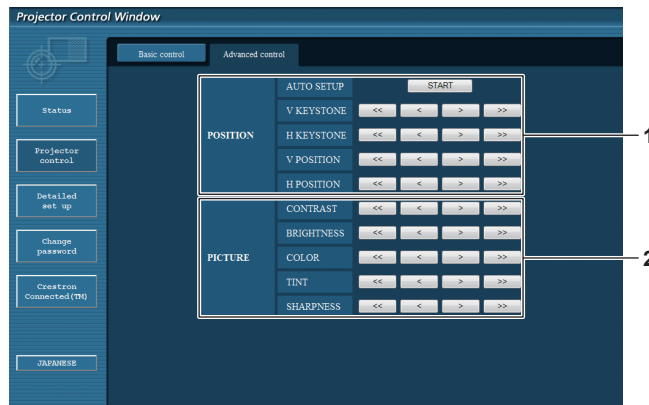 Projector Control Window
Basic control Advanced control
Status
Projector
control
Detailed
set up
Change
password
Crestron
Connected(TM)
JAPANESE
POSITION
AUTO SETUP START
V KEYSTONE << < > >>
H KEYSTONE << < > >>
V POSITION << < > >>
H POSITION << < > >>
1
PICTURE
CONTRAST << < > >>
BRIGHTNESS << < > >>
COLOR << < > >>
TINT << < > >>
SHARPNESS << < > >>
2